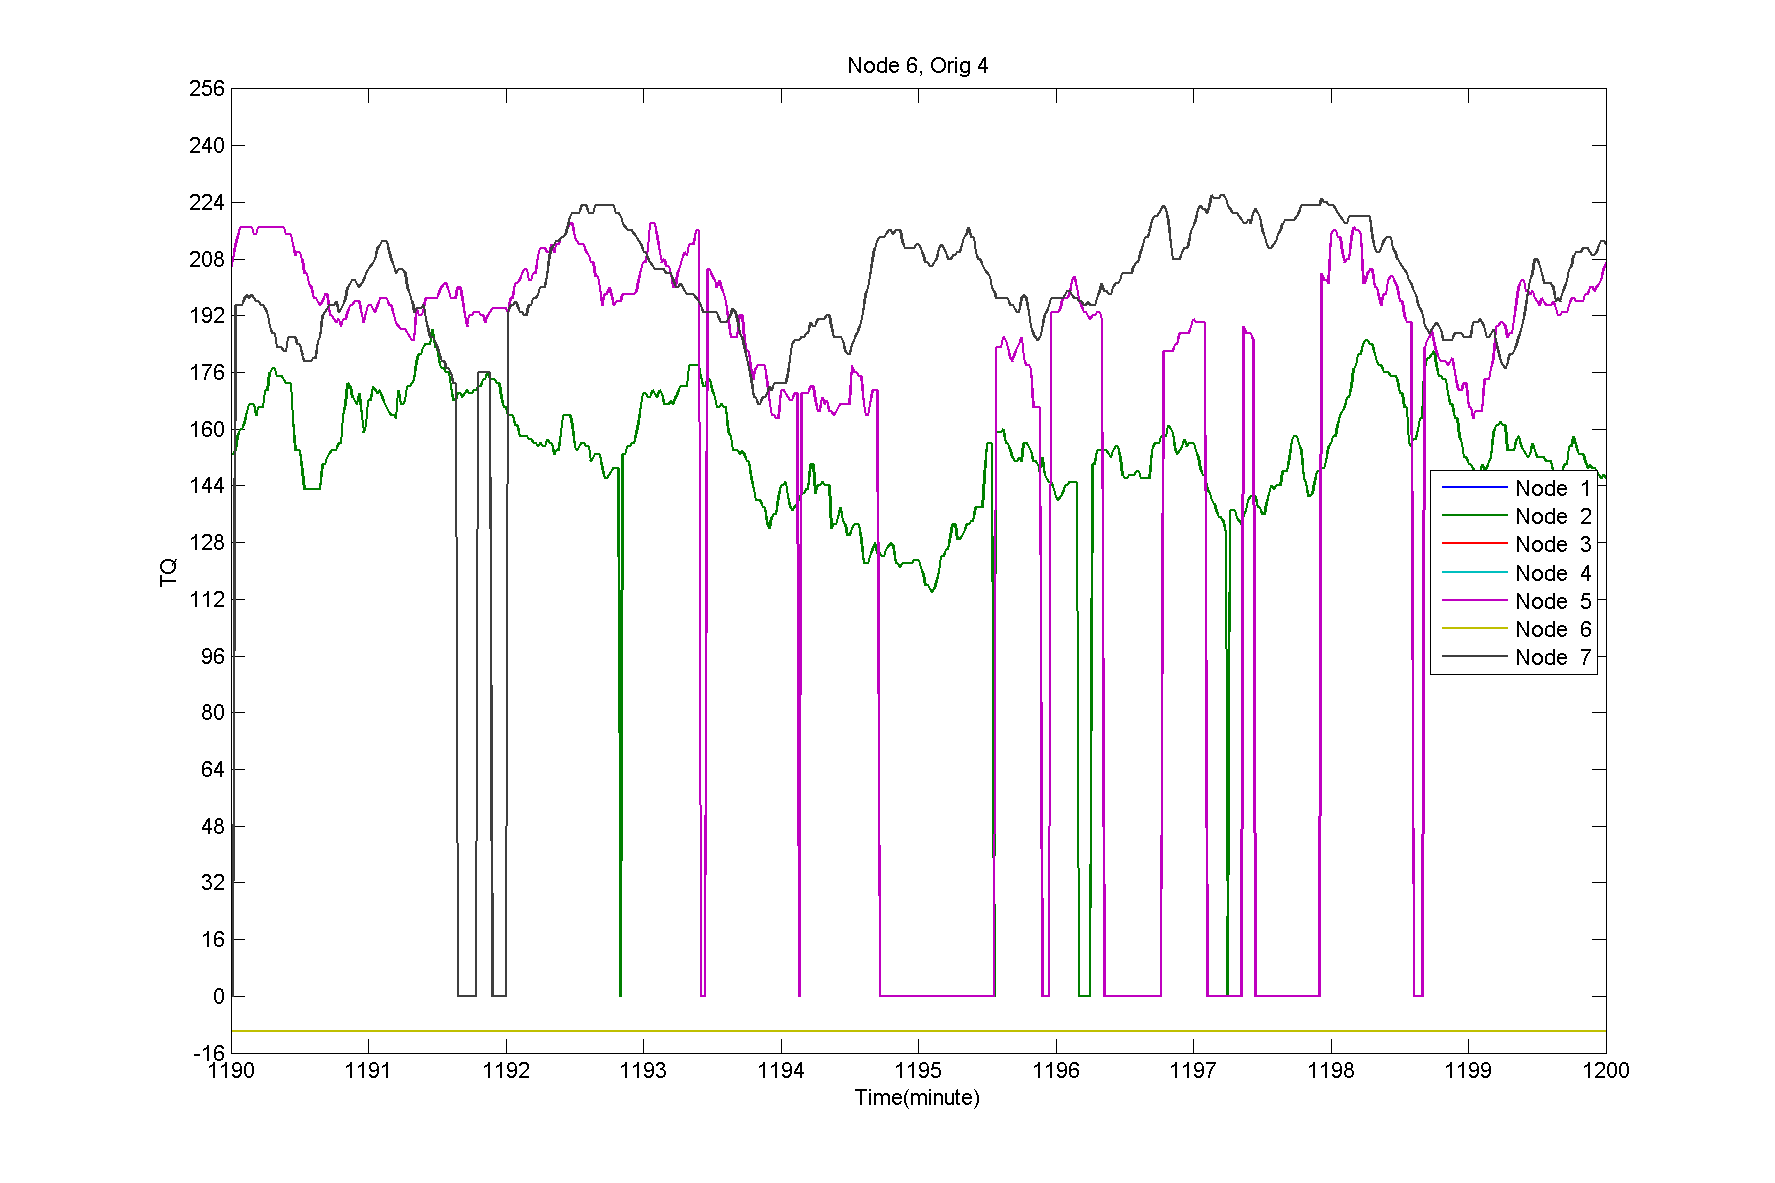 Node 6, Orig 4
256
240
224
208
192
176
160
144
128
112
96
80
64
48
32
16
0
-16
TQ
Node 1
Node 2
Node 3
Node 4
Node 5
Node 6
Node 7
1190 1191 1192 1193 1194 1195 1196 1197 1198 1199 1200
Time(minute)